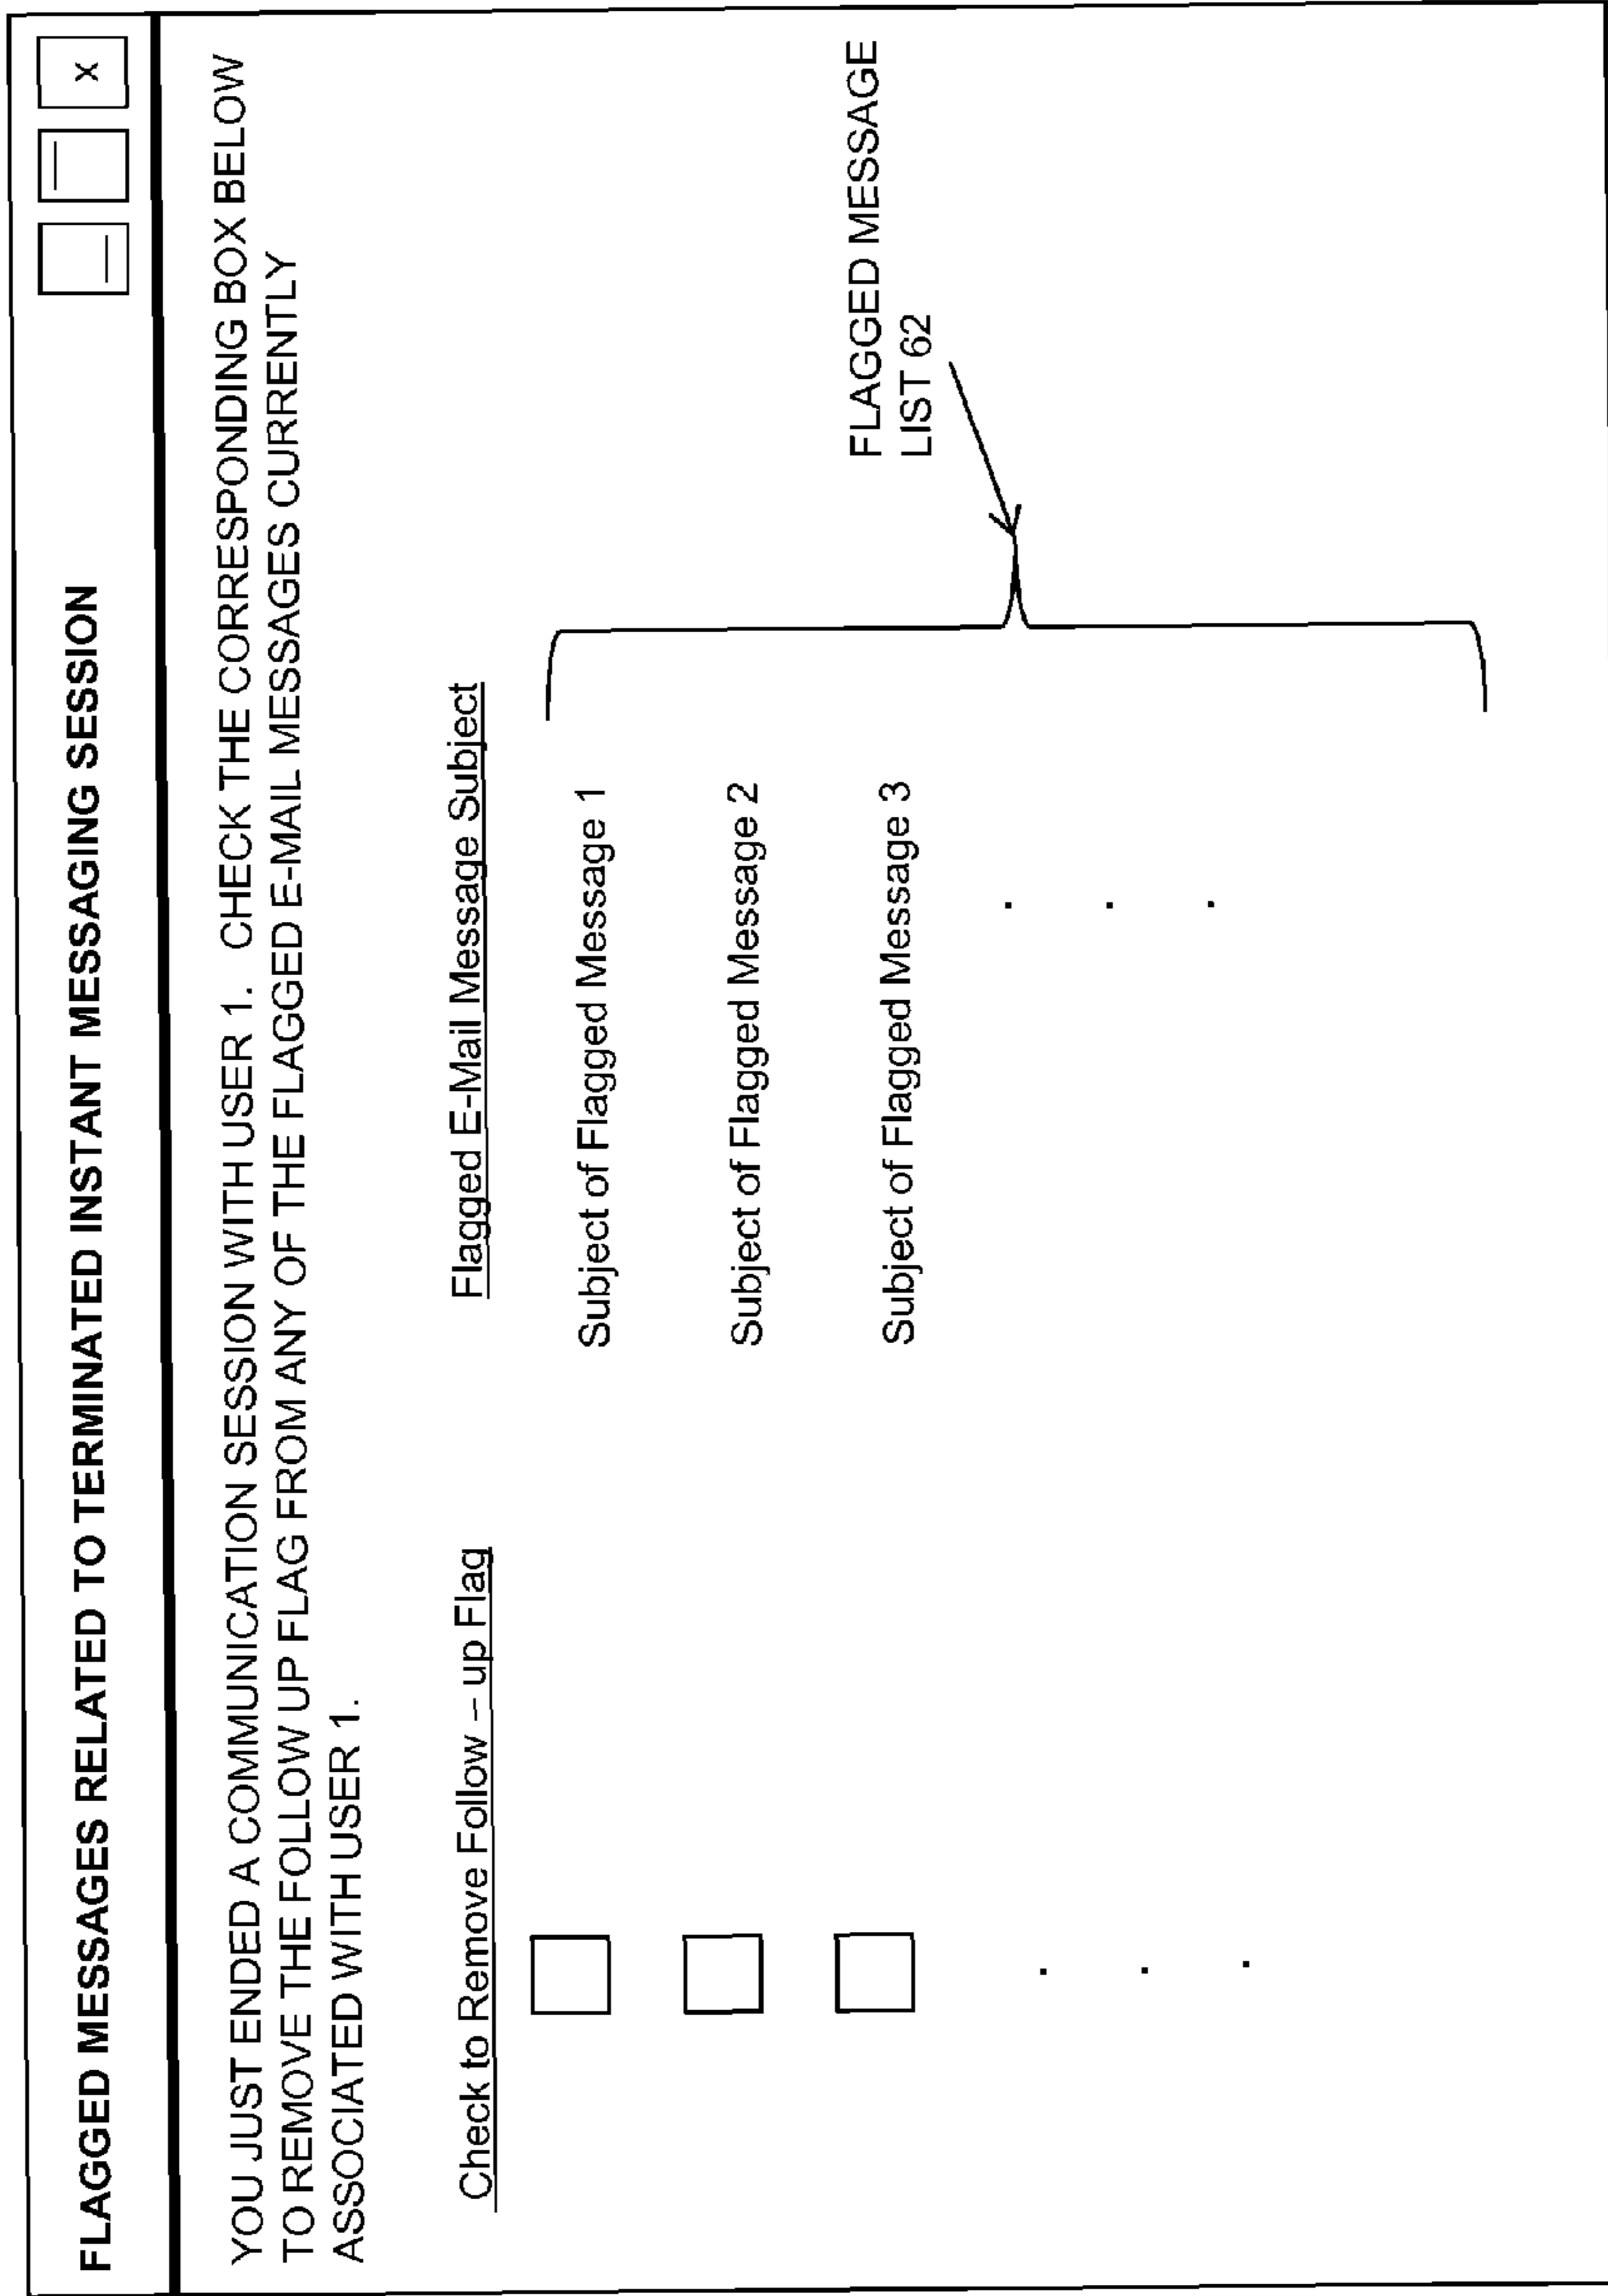 FLAGGED MESSAGES RELATED TO TERMINATED INSTANT MESSAGING SESSION
X
YOU JUST ENDED A COMMUNICATION SESSION WITH USER 1. CHECK THE CORRESPONDING BOX BELOW
TO REMOVE THE FOLLOW UP FLAG FROM ANY OF THE FLAGGED E-MAIL MESSAGES CURRENTLY
ASSOCIATED WITH USER 1.
Check to Remove Follow – up Flag
Flagged E-Mail Message Subject
Subject of Flagged Message 1
Subject of Flagged Message 2
Subject of Flagged Message 3
FLAGGED MESSAGE
LIST 62